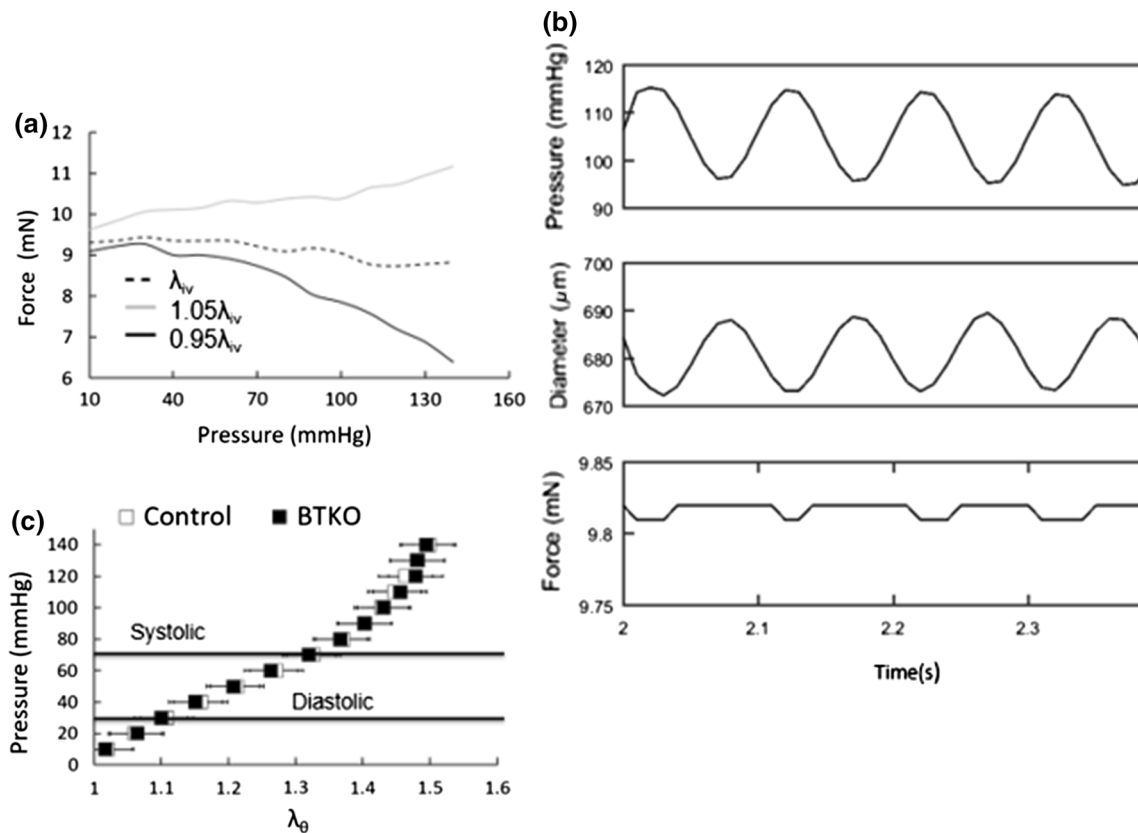 (a)
12
11
10
9
8
7
6
Force (mN)
λiv
1.05λiv
0.95λiv
10 40 70 100 130 160
Pressure (mmHg)
(b)
120
110
100
90
Pressure (mmHg)
700
690
680
670
Diameter (µm)
9.85
9.8
9.75
Force (mN)
2 2.1 2.2 2.3
Time(s)
(c)
Control BTKO
140
120
100
80
60
40
20
0
Pressure (mmHg)
Systolic
Diastolic
1 1.1 1.2 1.3 1.4 1.5 1.6
λθ